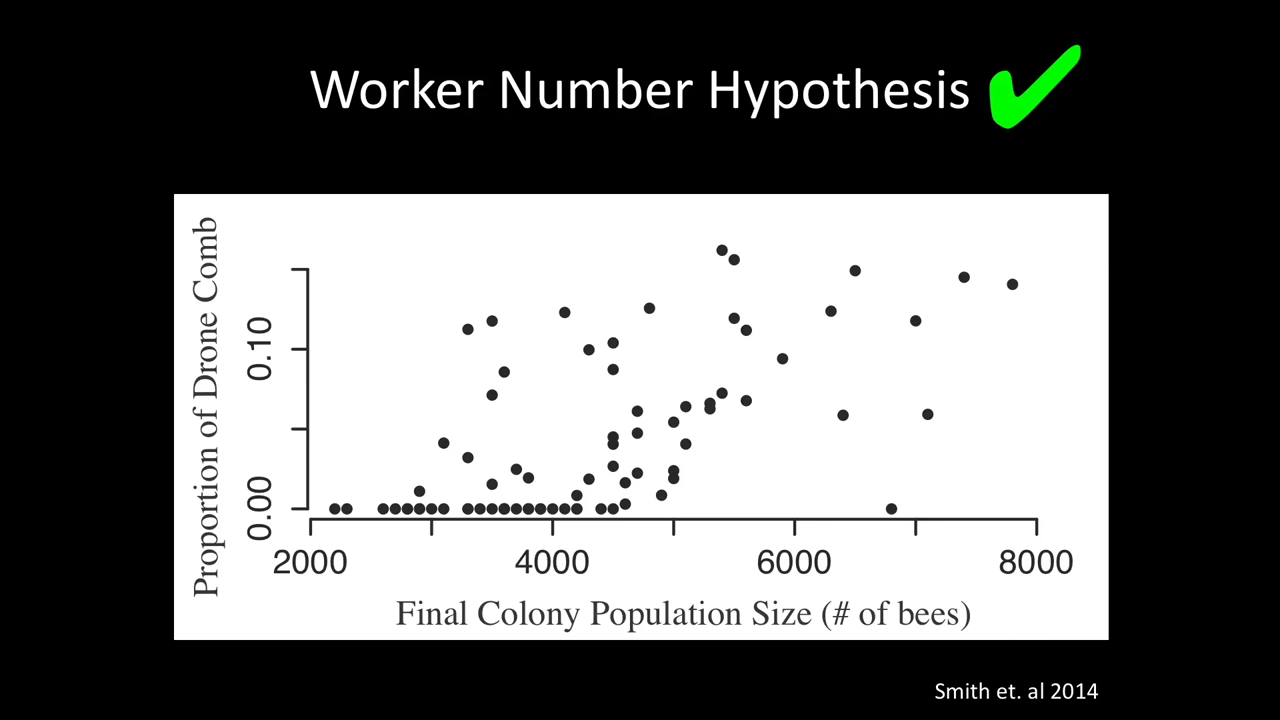 Worker Number Hypothesis
Proportion of Drone Comb
0.10
0.00
2000 4000 6000 8000
Final Colony Population Size (# of bees)
Smith et. al 2014